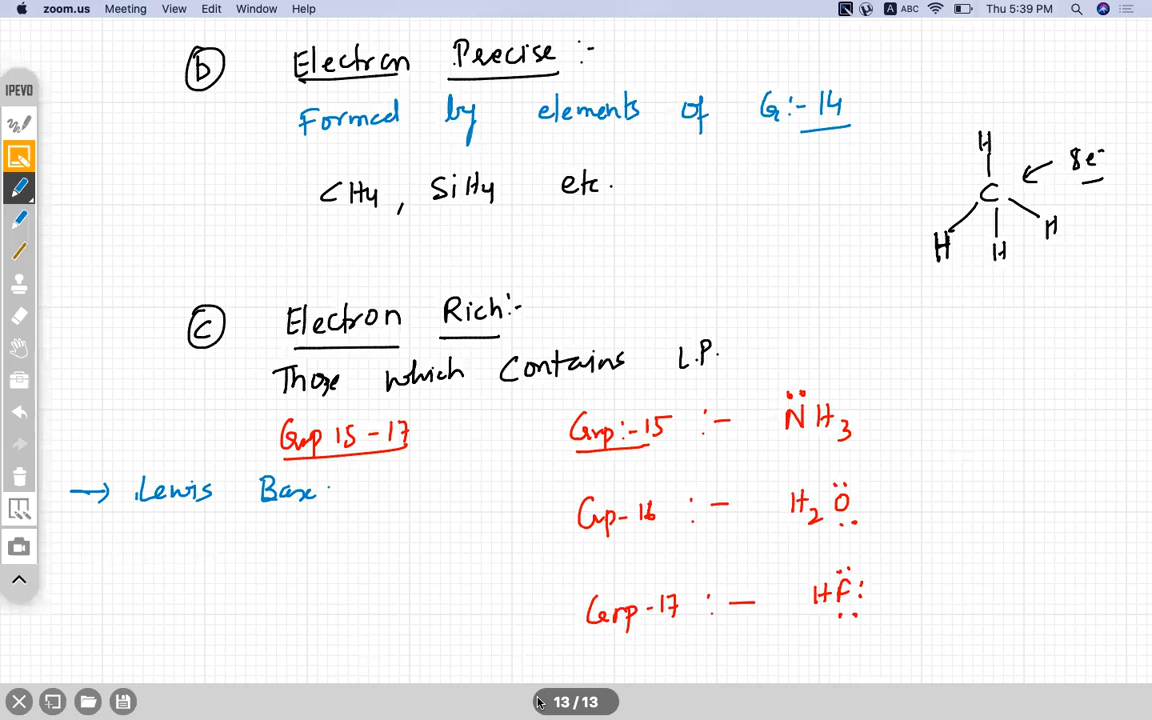 zoom.us Meeting View Edit Window Help
A ABC Thu 5:39 PM
IPEVO
b Electron Precise :-
Formed by elements of G:-14
CH4, SiH4 etc.
H
C 8e-
H H H
c Electron Rich:-
Those which contains L.P.
Grp 15-17
Grp:-15 :- NH3
→ Lewis Base.
Grp-16 :- H2O
Grp-17 :- HF:
13/13